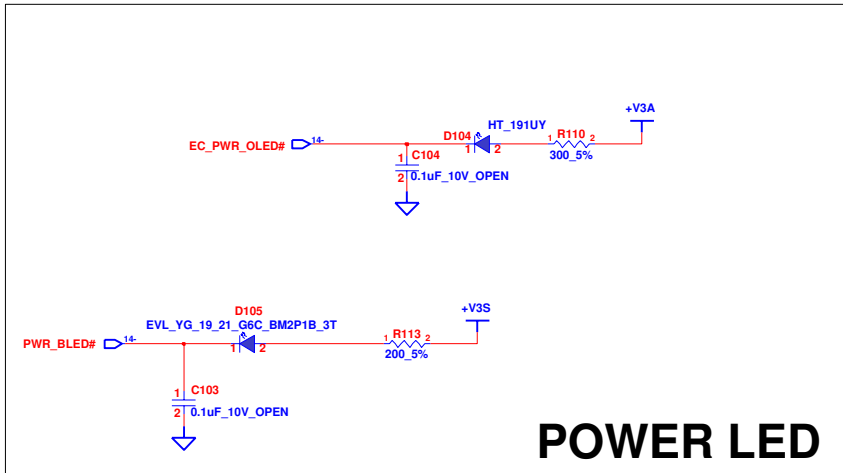 +V3A
HT_191UY
D104
R110
EC_PWR_OLED#
14-
1
2
1
2
300_5%
1
C104
2
0.1uF_10V_OPEN
+V3S
D105
EVL_YG_19_21_G6C_BM2P1B_3T
R113
PWR_BLED#
14-
1
2
1
2
200_5%
1
C103
2
0.1uF_10V_OPEN
POWER LED